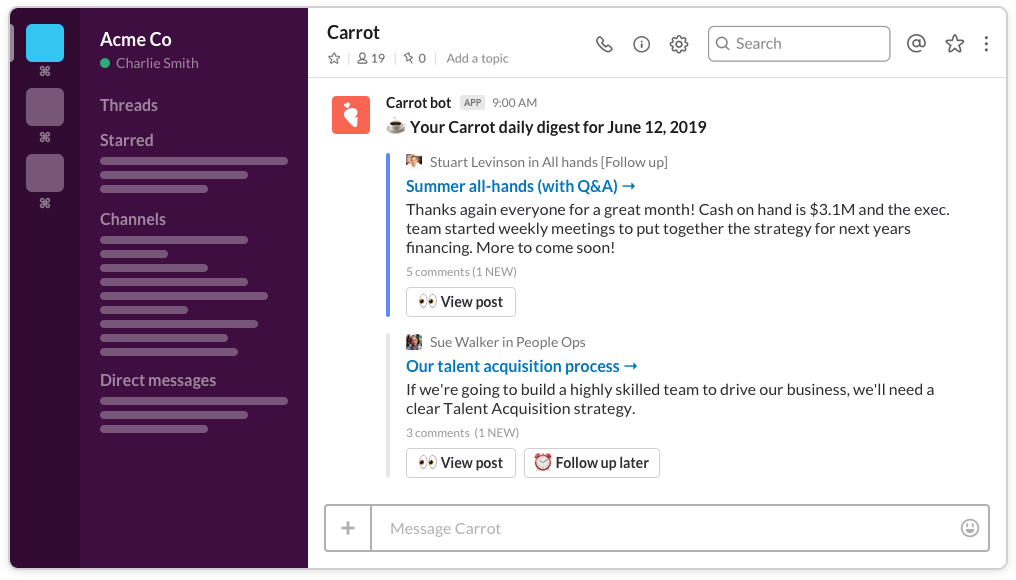 Acme Co
Charlie Smith
⌘
⌘
⌘
Threads
Starred
Channels
Direct messages
Carrot
19
0
Add a topic
Search
Carrot bot APP 9:00 AM
☕ Your Carrot daily digest for June 12, 2019
Stuart Levinson in All hands [Follow up]
Summer all-hands (with Q&A) →
Thanks again everyone for a great month! Cash on hand is $3.1M and the exec.
team started weekly meetings to put together the strategy for next years
financing. More to come soon!
5 comments (1 NEW)
👀 View post
Sue Walker in People Ops
Our talent acquisition process →
If we're going to build a highly skilled team to drive our business, we'll need a
clear Talent Acquisition strategy.
3 comments (1 NEW)
👀 View post
⏰ Follow up later
+ Message Carrot